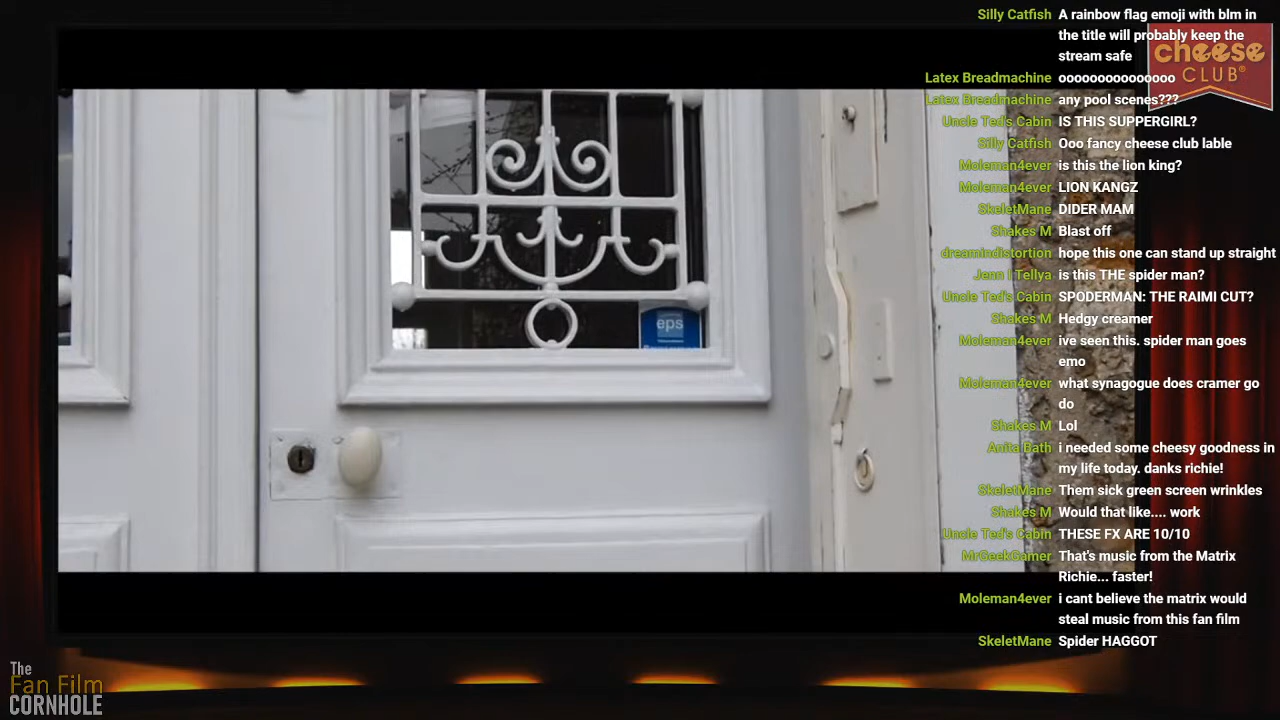 Silly Catfish A rainbow flag emoji with blm in
the title will probably keep the
stream safe
cheese
CLUB®
Latex Breadmachine ooooooooooooooo
Latex Breadmachine any pool scenes???
Uncle Ted's Cabin IS THIS SUPPERGIRL?
Silly Catfish Ooo fancy cheese club lable
Moleman4ever is this the lion king?
Moleman4ever LION KANGZ
SkeletMane DIDER MAM
Shakes M Blast off
dreamindistortion hope this one can stand up straight
Jenn I Tellya is this THE spider man?
Uncle Ted's Cabin SPODERMAN: THE RAIMI CUT?
Shakes M Hedgy creamer
eps
Moleman4ever ive seen this. spider man goes
emo
Moleman4ever what synagogue does cramer go
do
Shakes M Lol
Anita Bath i needed some cheesy goodness in
my life today. danks richie!
SkeletMane Them sick green screen wrinkles
Shakes M Would that like.... work
Uncle Ted's Cabin THESE FX ARE 10/10
MrGeekGamer That's music from the Matrix
Richie... faster!
Moleman4ever i cant believe the matrix would
steal music from this fan film
SkeletMane Spider HAGGOT
The
Fan Film
CORNHOLE